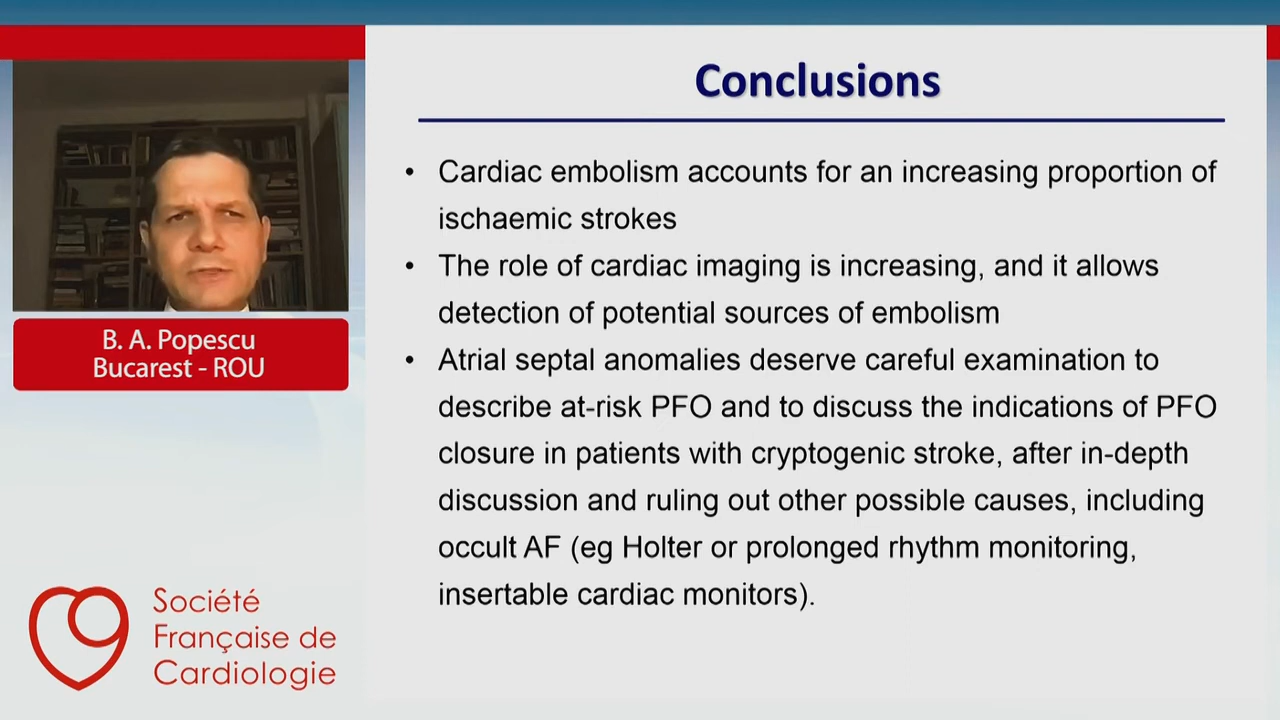 Conclusions
• Cardiac embolism accounts for an increasing proportion of
ischaemic strokes
• The role of cardiac imaging is increasing, and it allows
detection of potential sources of embolism
• Atrial septal anomalies deserve careful examination to
describe at-risk PFO and to discuss the indications of PFO
closure in patients with cryptogenic stroke, after in-depth
discussion and ruling out other possible causes, including
occult AF (eg Holter or prolonged rhythm monitoring,
insertable cardiac monitors).
B. A. Popescu
Bucarest - ROU
Société
Française de
Cardiologie